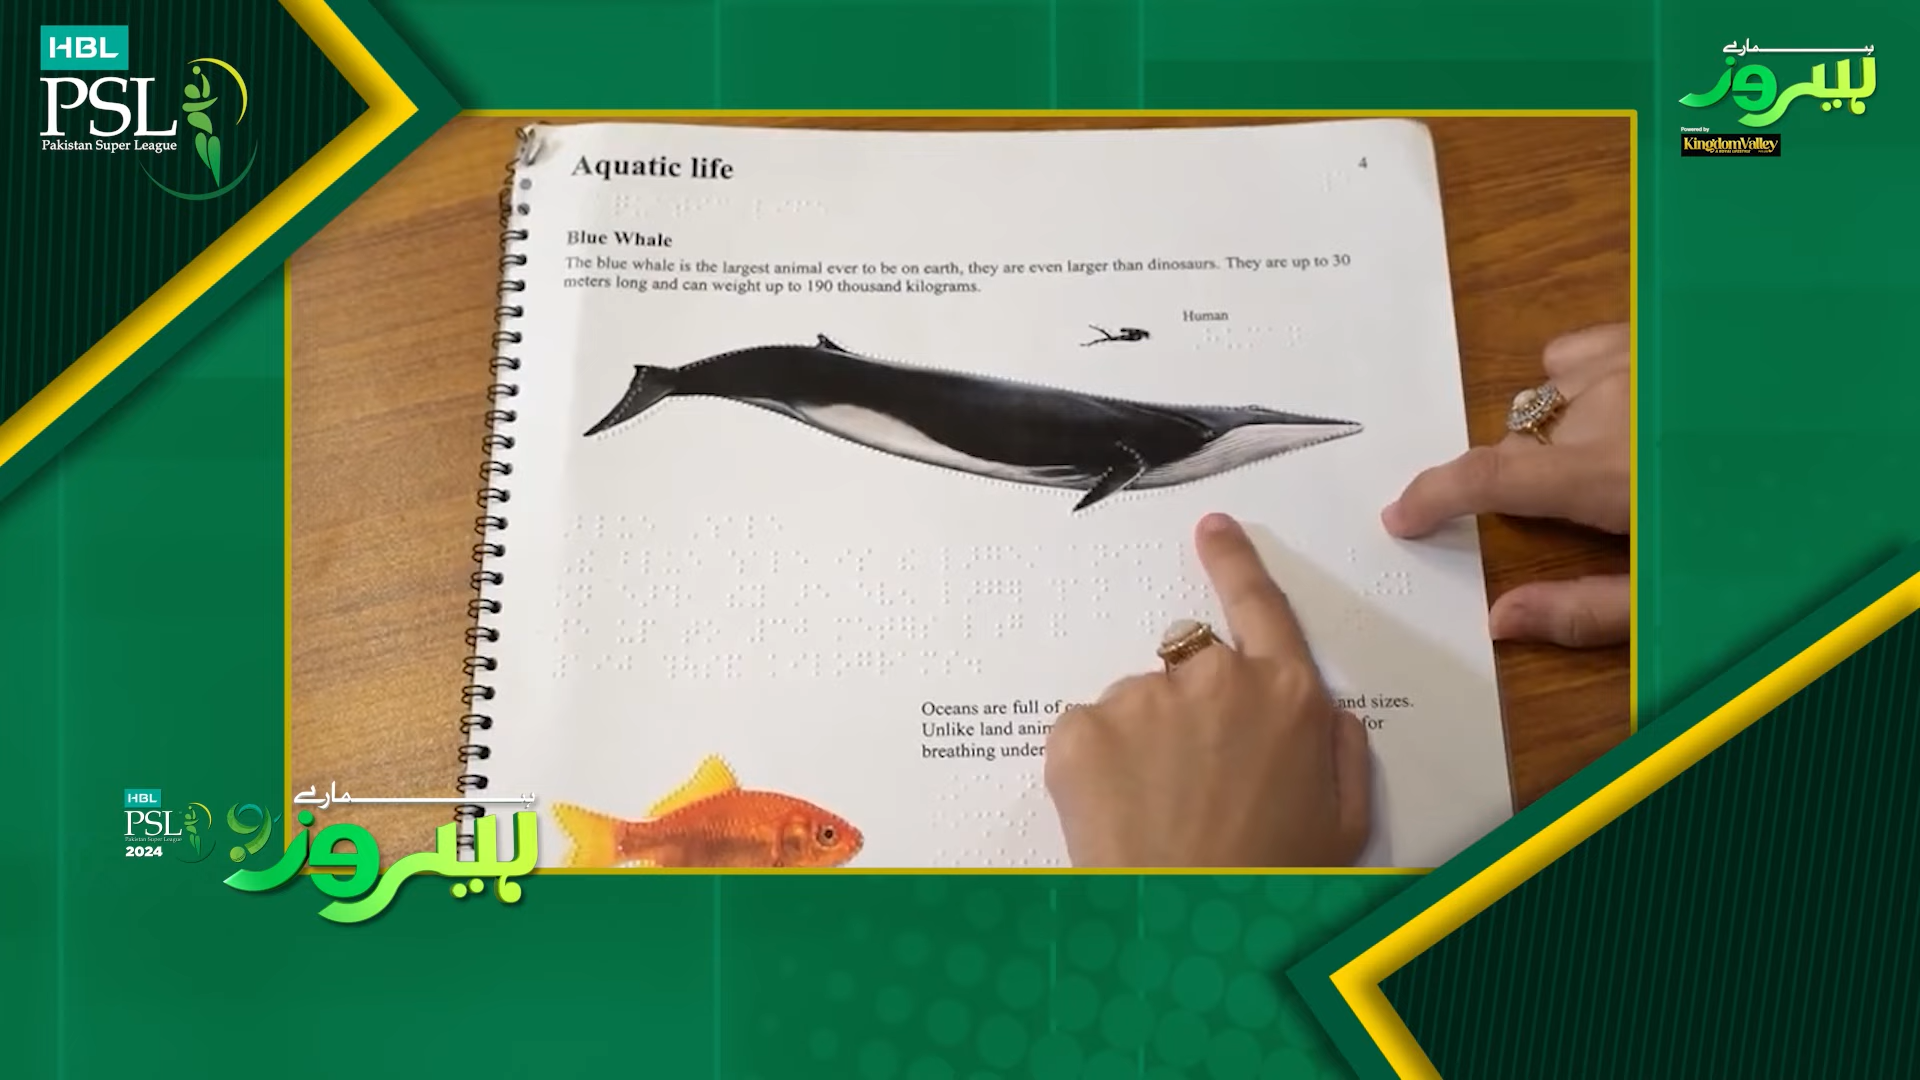 HBL
PSL
Pakistan Super League
ہمارے
ہیروز
Powered by
KingdomValley
Aquatic life
4
Blue Whale
The blue whale is the largest animal ever to be on earth, they are even larger than dinosaurs. They are up to 30
meters long and can weight up to 190 thousand kilograms.
Human
Oceans are full of
and sizes.
Unlike land
for
breathing under
HBL
PSL
Pakistan Super League
2024
ہمارے
ہیروز